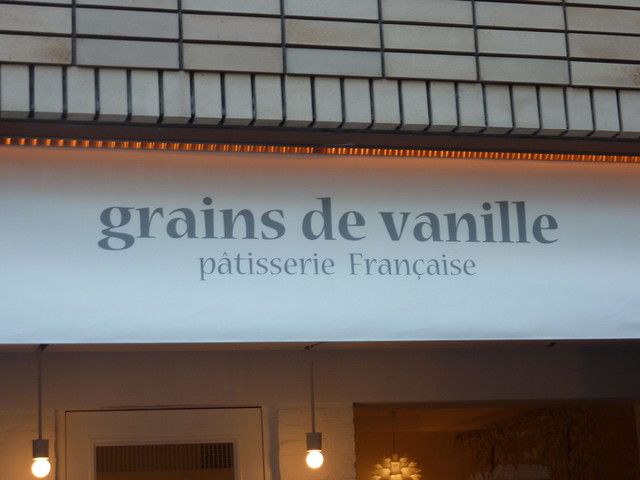 grains de vanille
pâtisserie Française